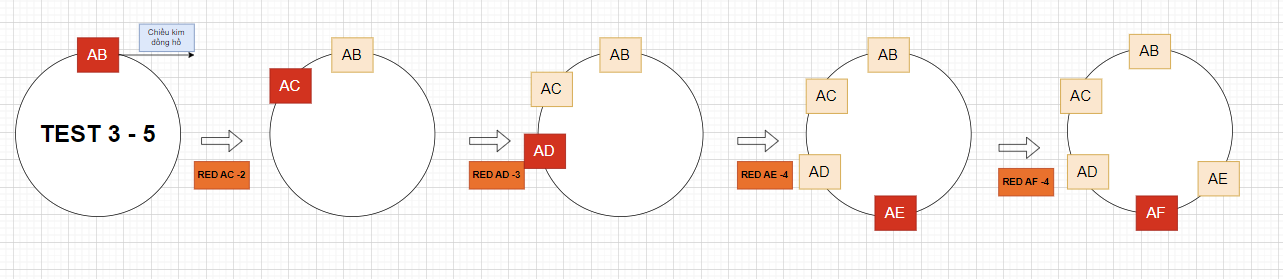 AB
Chiều kim
đồng hồ
TEST 3 - 5
RED AC -2
AB
AC
RED AD -3
AB
AC
AD
RED AE -4
AB
AC
AD
AE
RED AF -4
AB
AC
AD
AE
AF